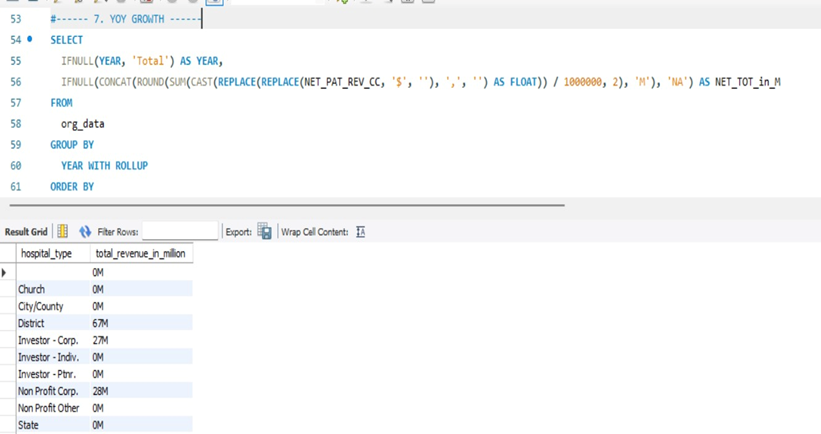 53 #------ 7. YOY GROWTH ------
54 SELECT
55 IFNULL(YEAR, 'Total') AS YEAR,
56 IFNULL(CONCAT(ROUND(SUM(CAST(REPLACE(REPLACE(NET_PAT_REV_CC, '$', ''), ',', '') AS FLOAT)) / 1000000, 2), 'M'), 'NA') AS NET_TOT_in_M
57 FROM
58 org_data
59 GROUP BY
60 YEAR WITH ROLLUP
61 ORDER BY
Result Grid Filter Rows: Export: Wrap Cell Content:
hospital_type total_revenue_in_million
0M
Church 0M
City/County 0M
District 67M
Investor - Corp. 27M
Investor - Indiv. 0M
Investor - Ptnr. 0M
Non Profit Corp. 28M
Non Profit Other 0M
State 0M